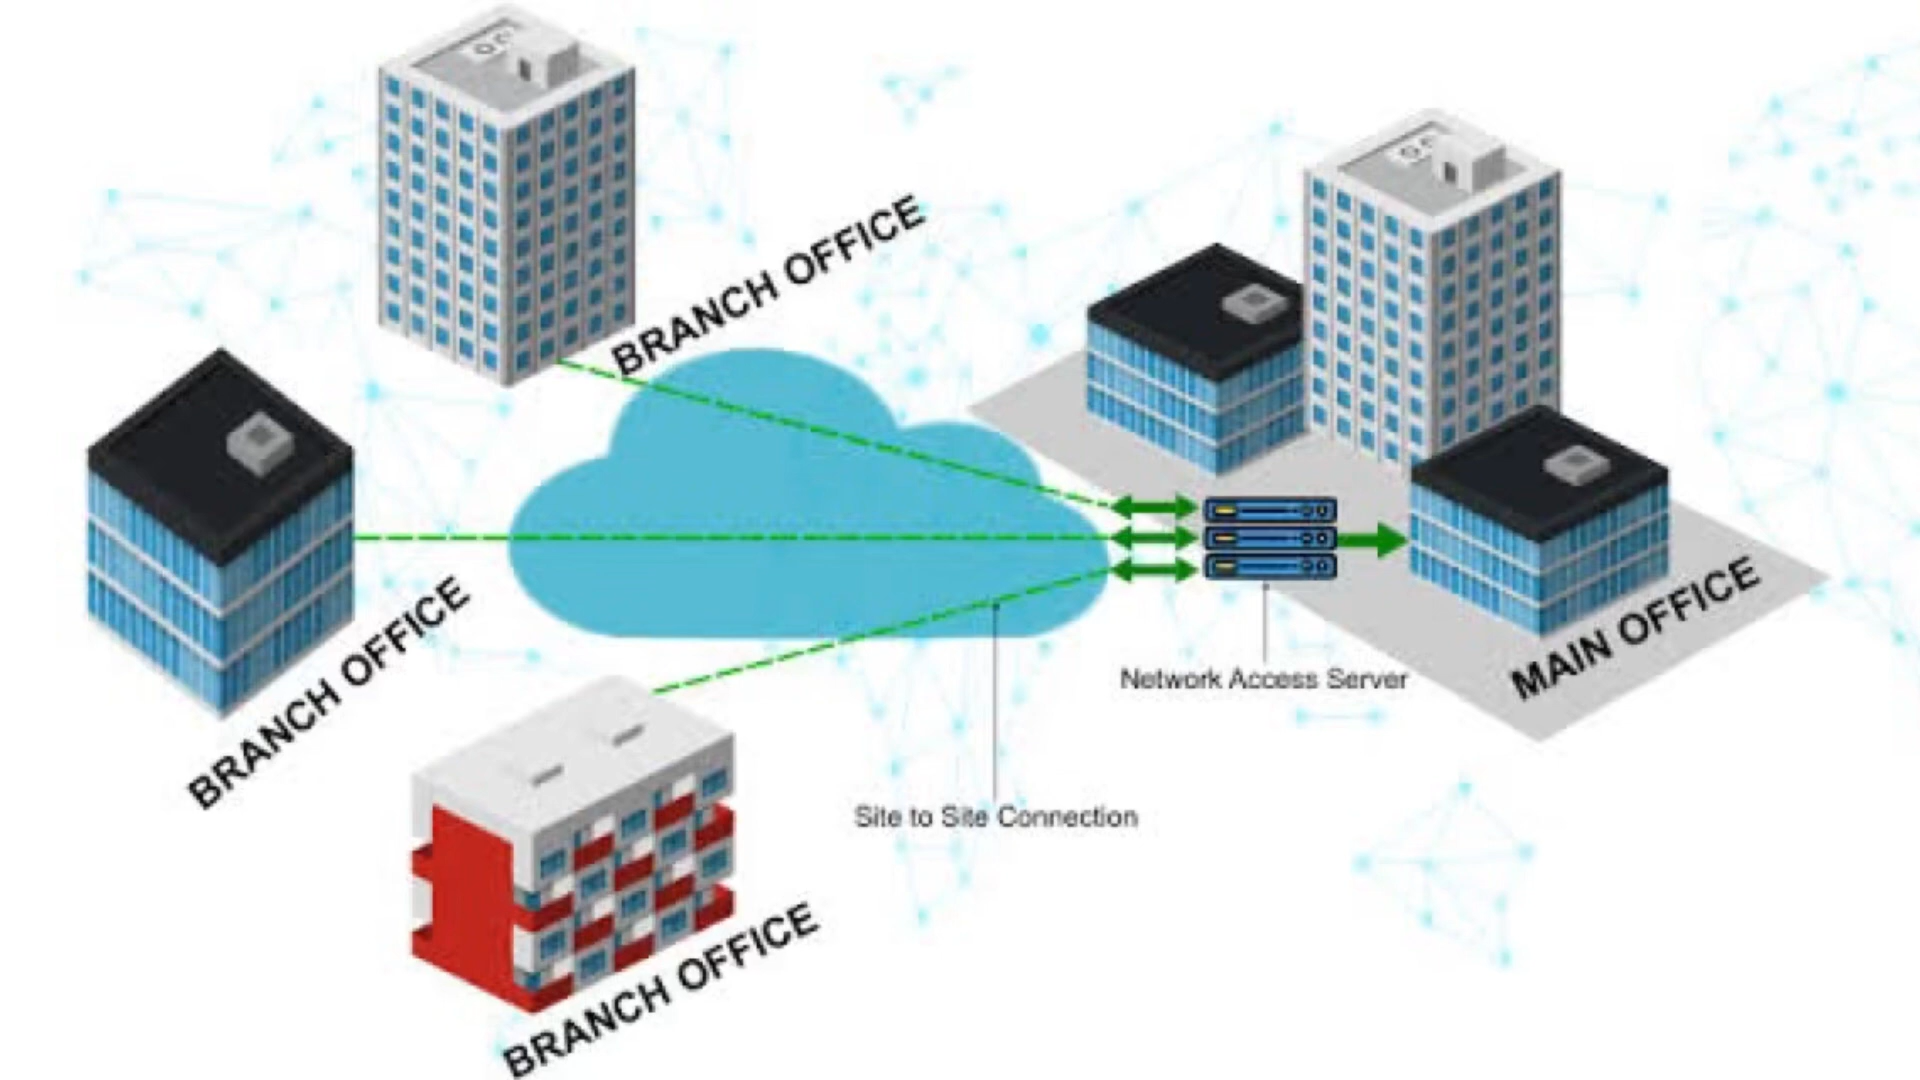 BRANCH OFFICE
BRANCH OFFICE
MAIN OFFICE
Network Access Server
Site to Site Connection
BRANCH OFFICE